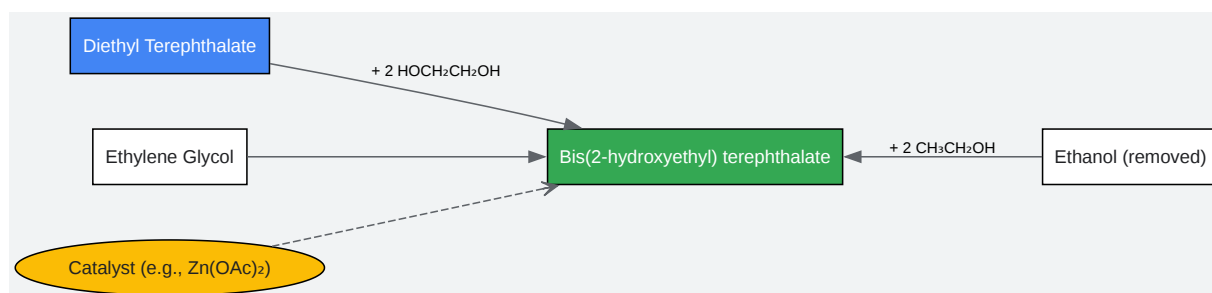 Diethyl Terephthalate
+ 2 HOCH₂CH₂OH
Ethylene Glycol
Bis(2-hydroxyethyl) terephthalate
+ 2 CH₃CH₂OH
Ethanol (removed)
Catalyst (e.g., Zn(OAc)₂)